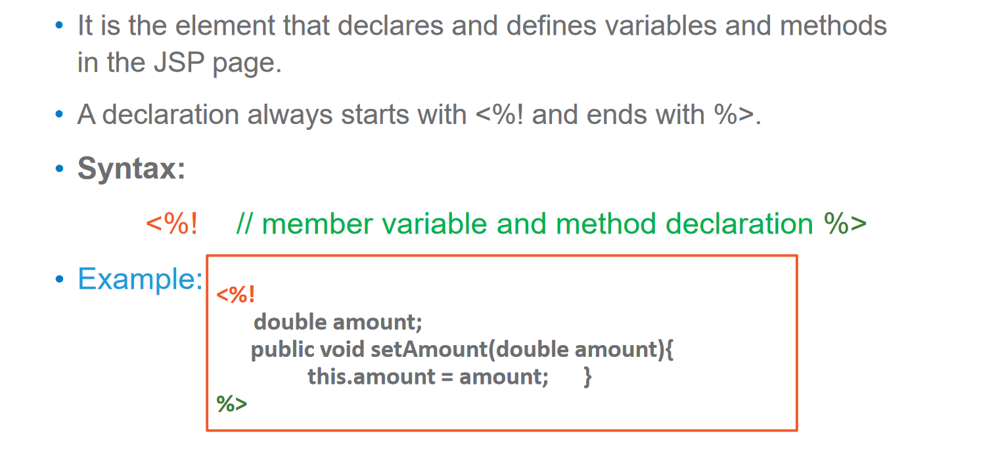 • It is the element that declares and defines variables and methods
in the JSP page.
• A declaration always starts with <%! and ends with %>.
• Syntax:
<%! // member variable and method declaration %>
• Example:
<%!
double amount;
public void setAmount(double amount){
this.amount = amount; }
%>